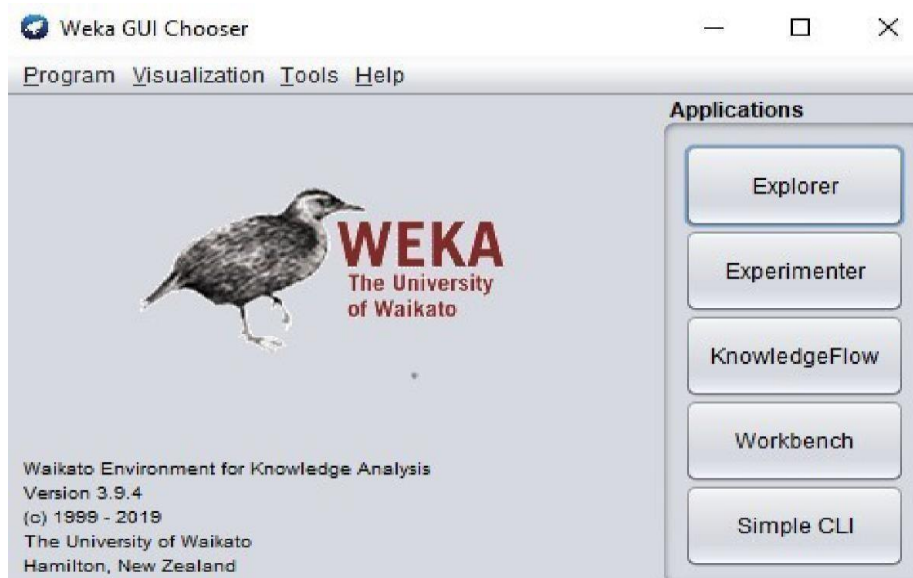 Weka GUI Chooser
Program Visualization Tools Help
Applications
Explorer
Experimenter
KnowledgeFlow
Workbench
Simple CLI
WEKA
The University
of Waikato
Waikato Environment for Knowledge Analysis
Version 3.9.4
(c) 1999 - 2019
The University of Waikato
Hamilton, New Zealand